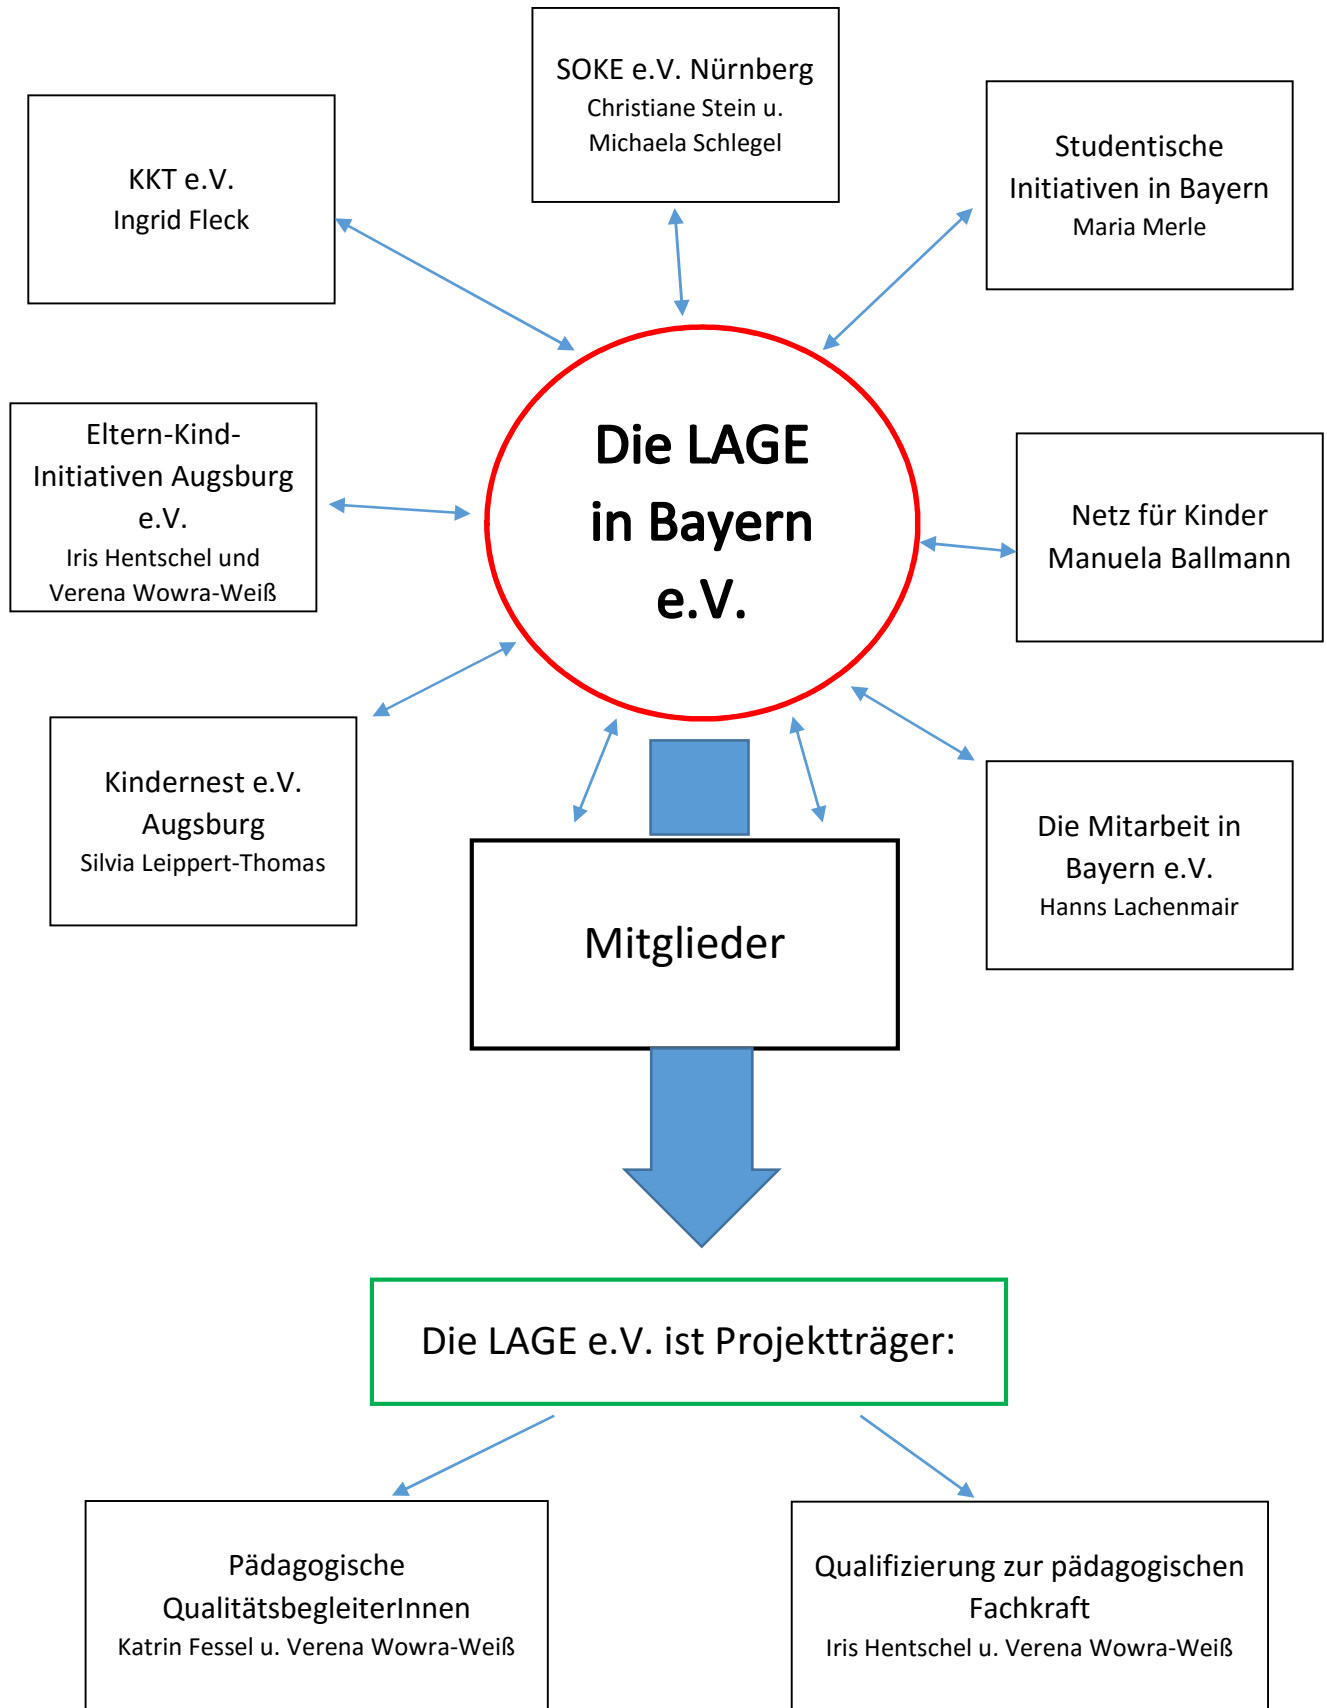 SOKE e.V. Nürnberg
Christiane Stein u.
Michaela Schlegel
KKT e.V.
Ingrid Fleck
Studentische
Initiativen in Bayern
Maria Merle
Die LAGE
in Bayern
e.V.
Eltern-Kind-
Initiativen Augsburg
e.V.
Iris Hentschel und
Verena Wowra-Weiß
Netz für Kinder
Manuela Ballmann
Kindernest e.V.
Augsburg
Silvia Leippert-Thomas
Die Mitarbeit in
Bayern e.V.
Hanns Lachenmair
Mitglieder
Die LAGE e.V. ist Projektträger:
Pädagogische
QualitätsbegleiterInnen
Katrin Fessel u. Verena Wowra-Weiß
Qualifizierung zur pädagogischen
Fachkraft
Iris Hentschel u. Verena Wowra-Weiß